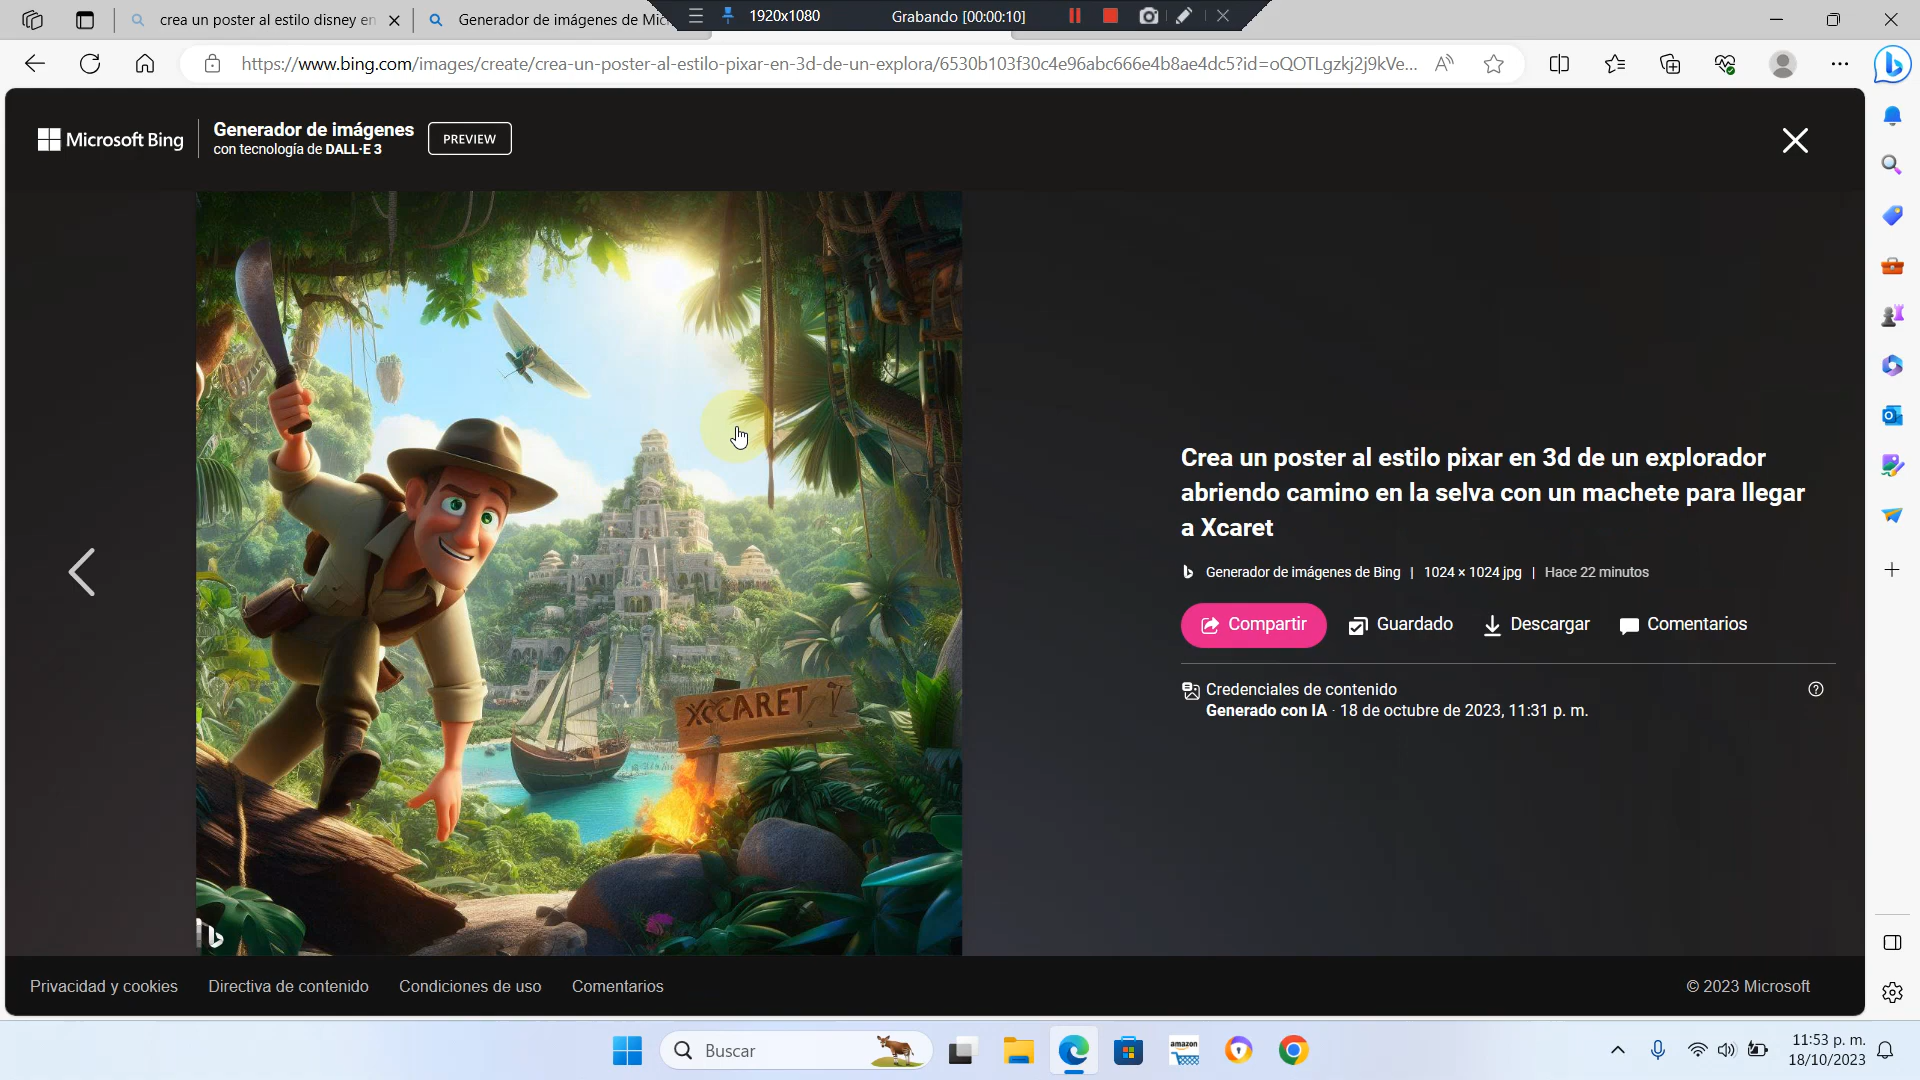 crea un poster al estilo disney en
Generador de imágenes de Mic
1920x1080
Grabando [00:00:10]
https://www.bing.com/images/create/crea-un-poster-al-estilo-pixar-en-3d-de-un-explora/6530b103f30c4e96abc666e4b8ae4dc5?id=oQOTLgzkj2j9kVe...
Microsoft Bing
Generador de imágenes
con tecnología de DALL·E 3
PREVIEW
XCCARET
Crea un poster al estilo pixar en 3d de un explorador
abriendo camino en la selva con un machete para llegar
a Xcaret
Generador de imágenes de Bing | 1024 × 1024 jpg | Hace 22 minutos
Compartir
Guardado
Descargar
Comentarios
Credenciales de contenido
Generado con IA · 18 de octubre de 2023, 11:31 p. m.
Privacidad y cookies
Directiva de contenido
Condiciones de uso
Comentarios
© 2023 Microsoft
Buscar
amazon
11:53 p. m.
18/10/2023